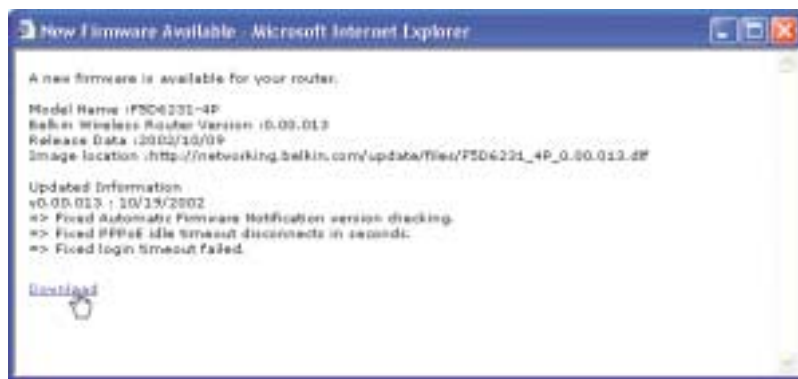 New Firmware Available - Microsoft Internet Explorer
A new firmware is available for your router.
Model Name :F5D6231-4P
Belkin Wireless Router Version :0.00.013
Release Data :2002/10/09
Image location :http://networking.belkin.com/update/files/F5D6231_4P_0.00.013.dlf
Updated Information
v0.00.013 : 10/19/2002
=> Fixed Automatic Firmware Notification version checking.
=> Fixed PPPoE idle timeout disconnects in seconds.
=> Fixed login timeout failed.
Download